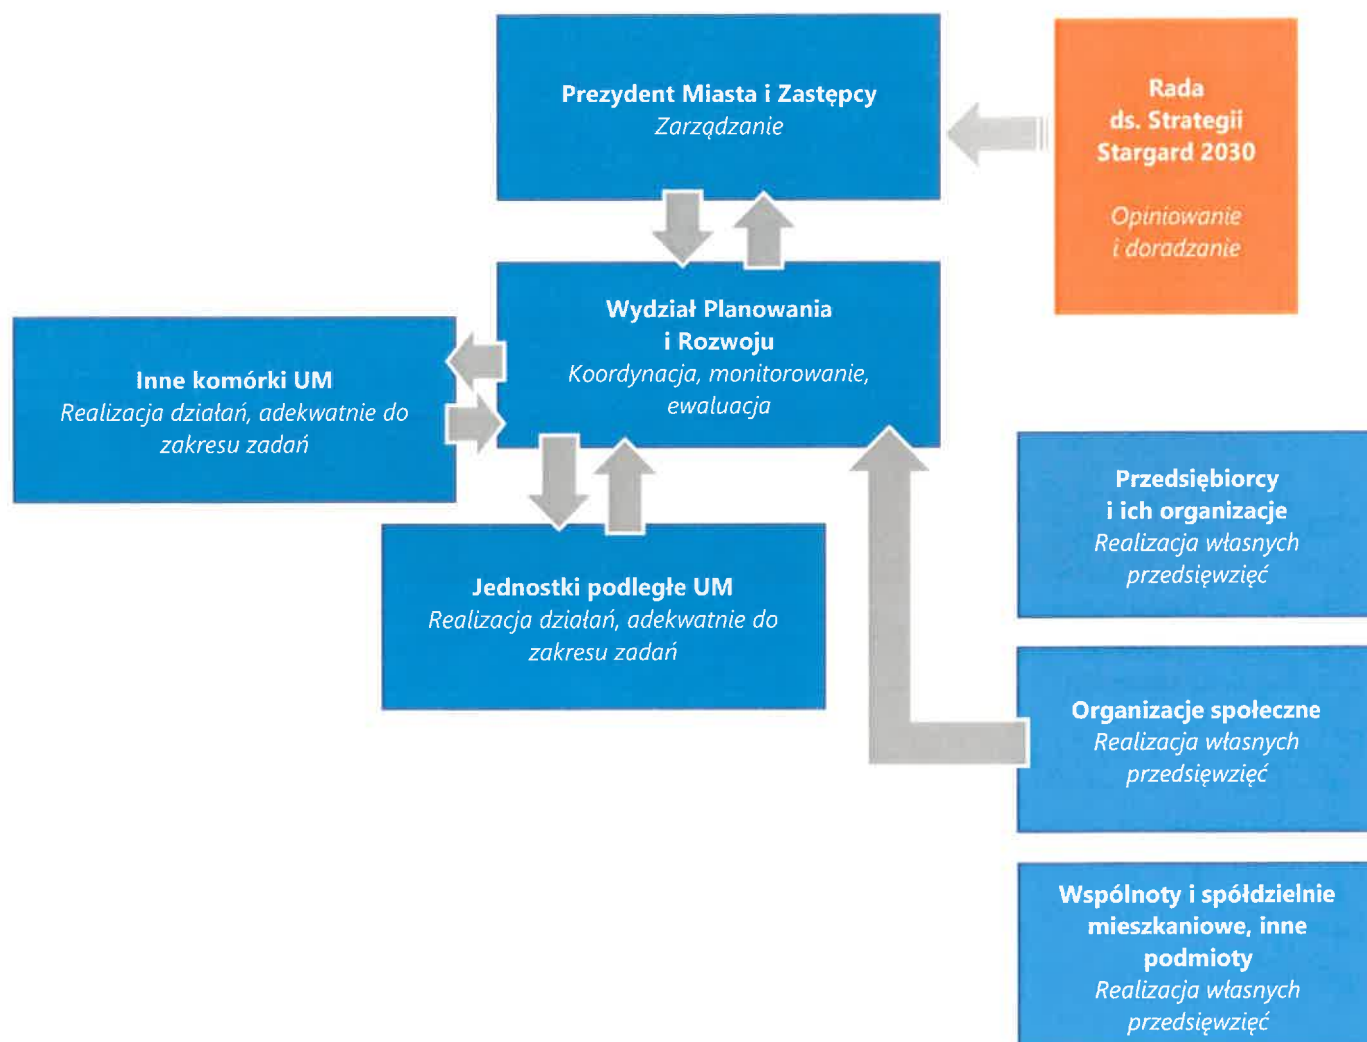 Prezydent Miasta i Zastępcy
Zarządzanie
Rada
ds. Strategii
Stargard 2030
Opiniowanie
i doradzanie
Wydział Planowania
i Rozwoju
Koordynacja, monitorowanie,
ewaluacja
Inne komórki UM
Realizacja działań, adekwatnie do
zakresu zadań
Jednostki podległe UM
Realizacja działań, adekwatnie do
zakresu zadań
Przedsiębiorcy
i ich organizacje
Realizacja własnych
przedsięwzięć
Organizacje społeczne
Realizacja własnych
przedsięwzięć
Wspólnoty i spółdzielnie
mieszkaniowe, inne
podmioty
Realizacja własnych
przedsięwzięć